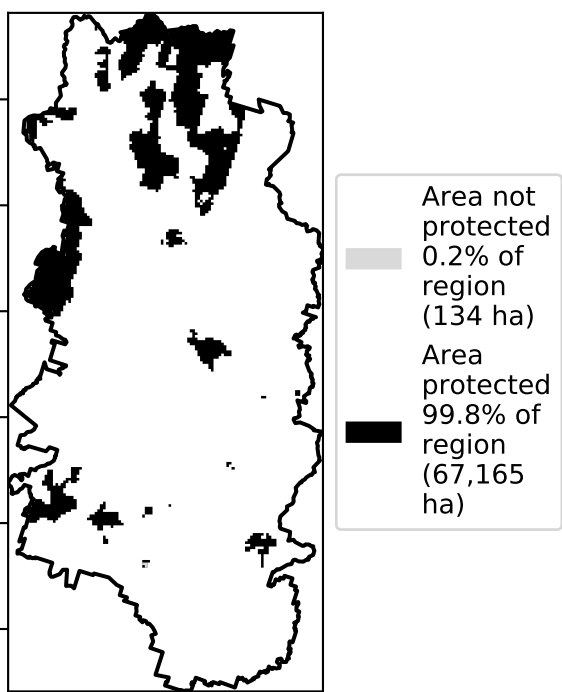 Area not
protected
0.2% of
region
(134 ha)
Area
protected
99.8% of
region
(67,165
ha)